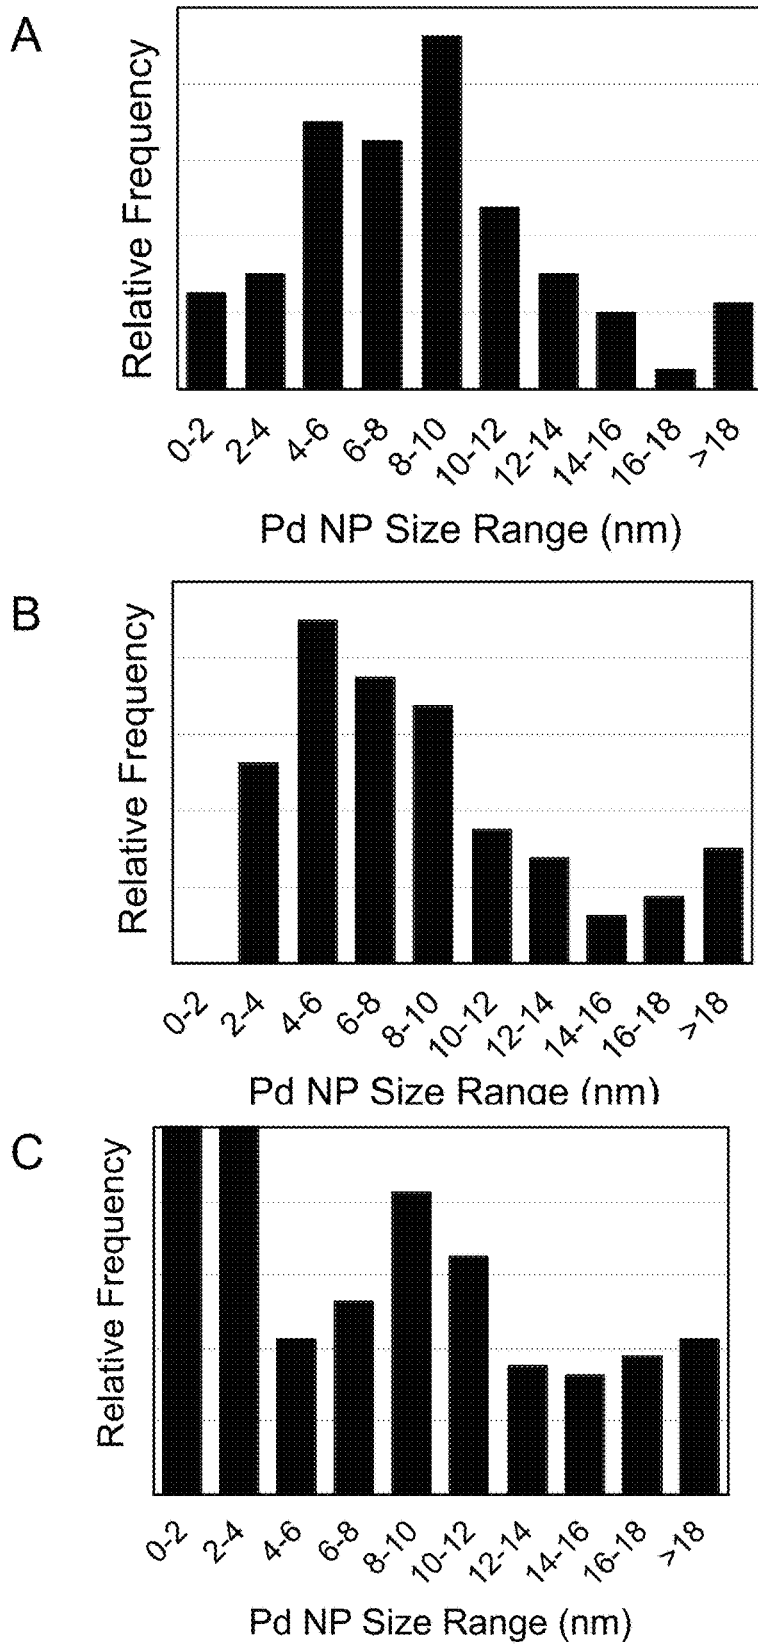 A
Relative Frequency
0-2 2-4 4-6 6-8 8-10 10-12 12-14 14-16 16-18 >18
Pd NP Size Range (nm)
B
Relative Frequency
0-2 2-4 4-6 6-8 8-10 10-12 12-14 14-16 16-18 >18
Pd NP Size Range (nm)
C
Relative Frequency
0-2 2-4 4-6 6-8 8-10 10-12 12-14 14-16 16-18 >18
Pd NP Size Range (nm)